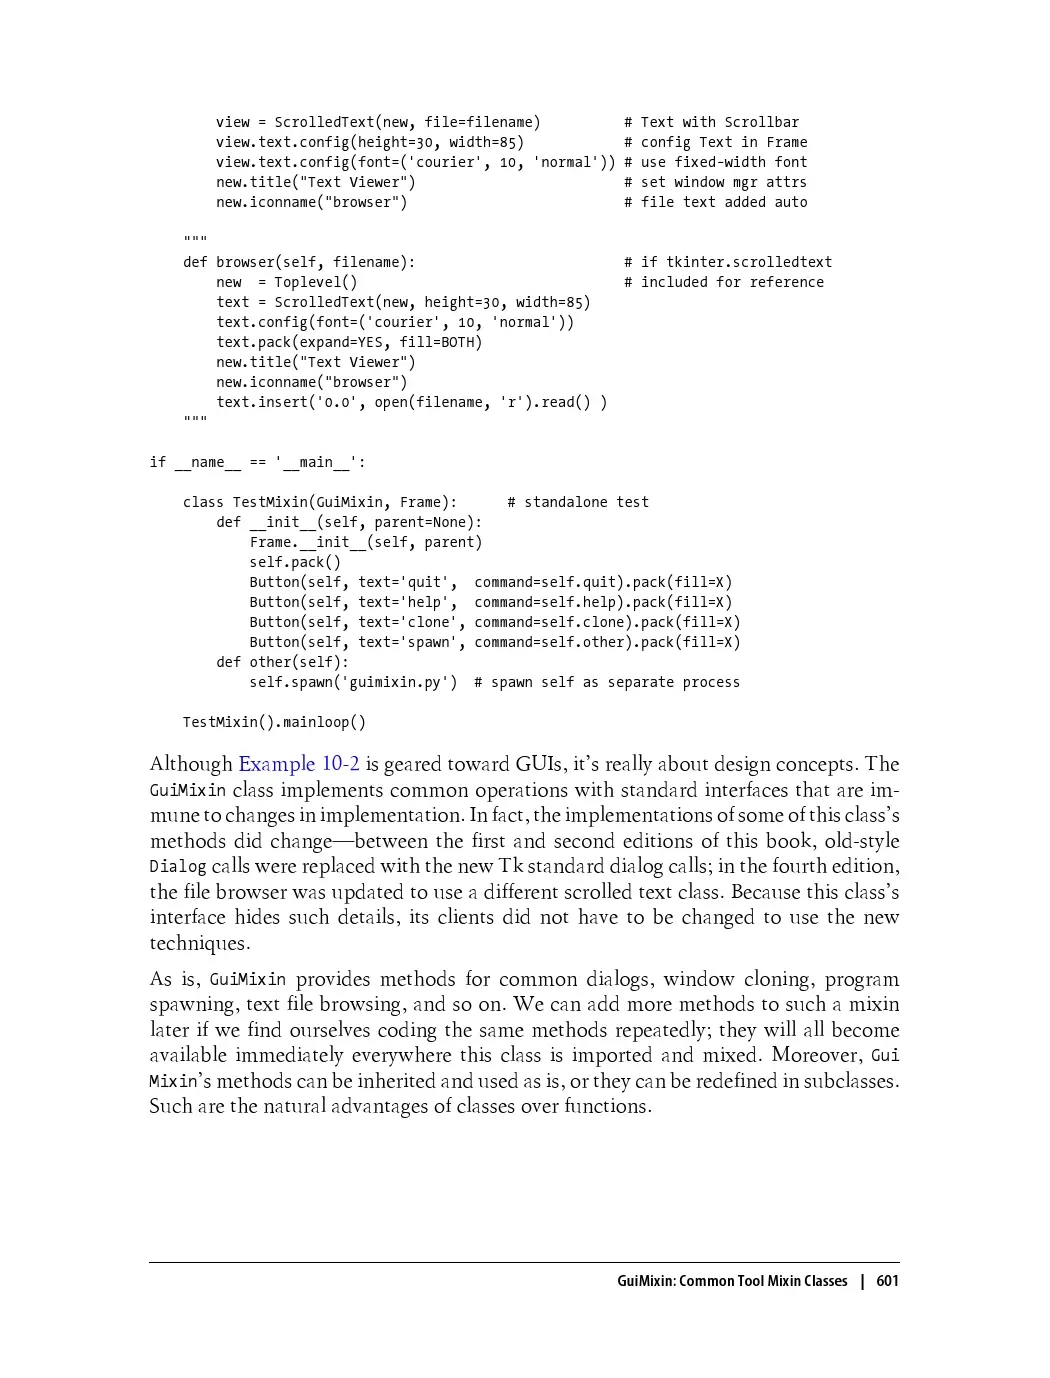 view = ScrolledText(new, file=filename)          # Text with Scrollbar
        view.text.config(height=30, width=85)            # config Text in Frame
        view.text.config(font=('courier', 10, 'normal')) # use fixed-width font
        new.title("Text Viewer")                         # set window mgr attrs
        new.iconname("browser")                          # file text added auto

    """
    def browser(self, filename):                         # if tkinter.scrolledtext
        new  = Toplevel()                                # included for reference
        text = ScrolledText(new, height=30, width=85)
        text.config(font=('courier', 10, 'normal'))
        text.pack(expand=YES, fill=BOTH)
        new.title("Text Viewer")
        new.iconname("browser")
        text.insert('0.0', open(filename, 'r').read() )
    """

if __name__ == '__main__':

    class TestMixin(GuiMixin, Frame):      # standalone test
        def __init__(self, parent=None):
            Frame.__init__(self, parent)
            self.pack()
            Button(self, text='quit',  command=self.quit).pack(fill=X)
            Button(self, text='help',  command=self.help).pack(fill=X)
            Button(self, text='clone', command=self.clone).pack(fill=X)
            Button(self, text='spawn', command=self.other).pack(fill=X)
        def other(self):
            self.spawn('guimixin.py')  # spawn self as separate process

    TestMixin().mainloop()

Although Example 10-2 is geared toward GUIs, it’s really about design concepts. The
GuiMixin class implements common operations with standard interfaces that are im-
mune to changes in implementation. In fact, the implementations of some of this class’s
methods did change—between the first and second editions of this book, old-style
Dialog calls were replaced with the new Tk standard dialog calls; in the fourth edition,
the file browser was updated to use a different scrolled text class. Because this class’s
interface hides such details, its clients did not have to be changed to use the new
techniques.

As is, GuiMixin provides methods for common dialogs, window cloning, program
spawning, text file browsing, and so on. We can add more methods to such a mixin
later if we find ourselves coding the same methods repeatedly; they will all become
available immediately everywhere this class is imported and mixed. Moreover, Gui
Mixin’s methods can be inherited and used as is, or they can be redefined in subclasses.
Such are the natural advantages of classes over functions.

GuiMixin: Common Tool Mixin Classes | 601